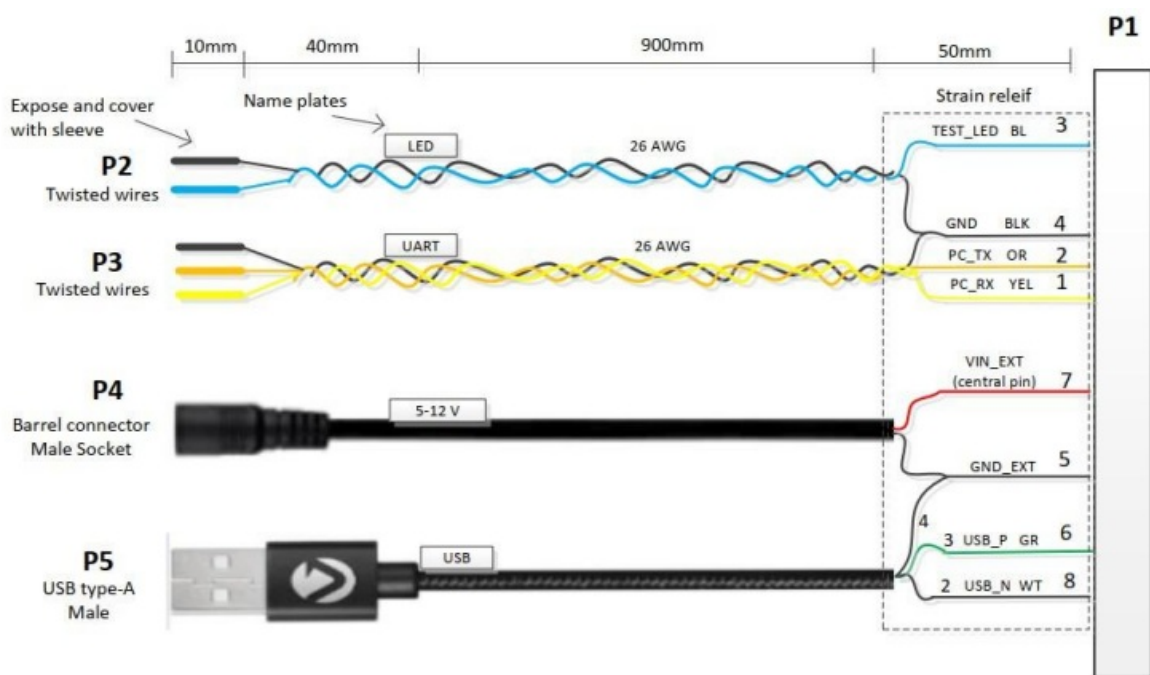 P1
10mm
40mm
900mm
50mm
Expose and cover
with sleeve
Name plates
Strain releif
P2
Twisted wires
LED
26 AWG
TEST_LED BL 3
GND BLK 4
P3
Twisted wires
UART
26 AWG
PC_TX OR 2
PC_RX YEL 1
P4
Barrel connector
Male Socket
5-12 V
VIN_EXT
(central pin) 7
GND_EXT 5
P5
USB type-A
Male
USB
4
3 USB_P GR 6
2 USB_N WT 8